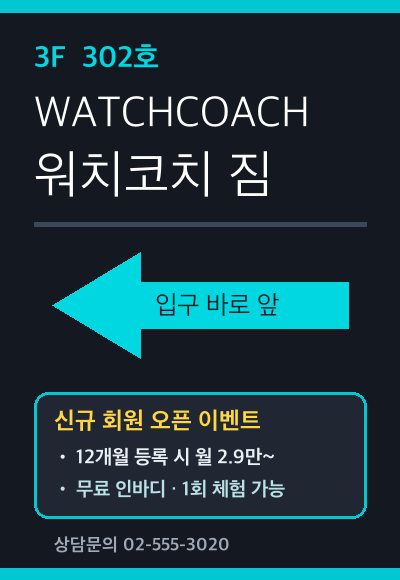 3F 302호
WATCHCOACH
워치코치 짐
입구 바로 앞
신규 회원 오픈 이벤트
• 12개월 등록 시 월 2.9만~
• 무료 인바디 · 1회 체험 가능
상담문의 02-555-3020